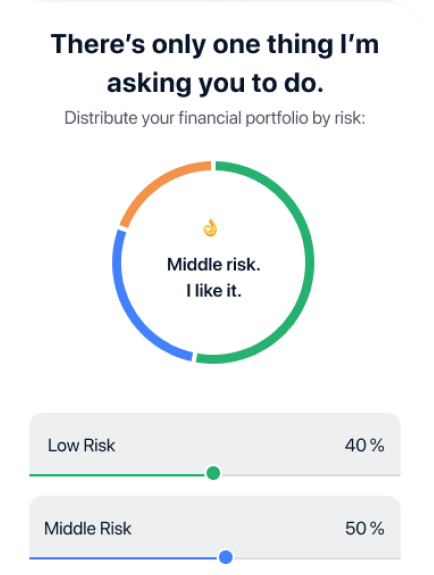 There’s only one thing I’m
asking you to do.
Distribute your financial portfolio by risk:
👌
Middle risk.
I like it.
Low Risk 40 %
Middle Risk 50 %